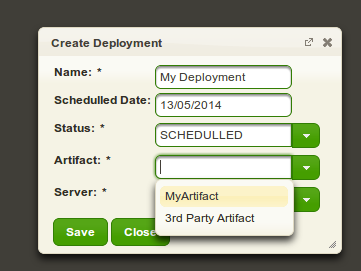 Create Deployment
Name: * My Deployment
Schedulled Date: 13/05/2014
Status: * SCHEDULLED
Artifact: *
MyArtifact
3rd Party Artifact
Server: *
Save Close